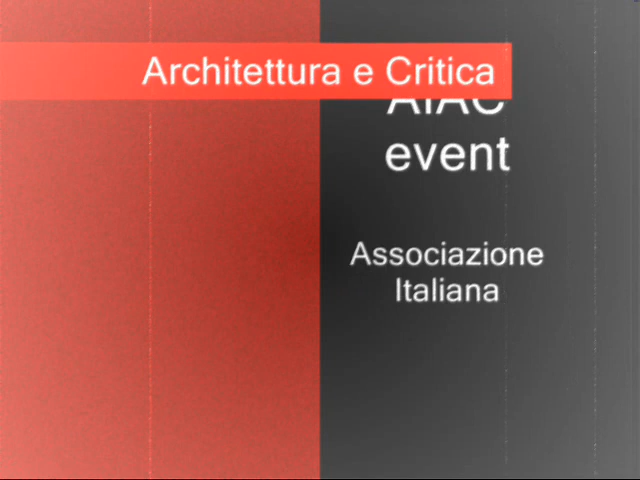 Architettura e Critica
AIAC
event
Associazione
Italiana